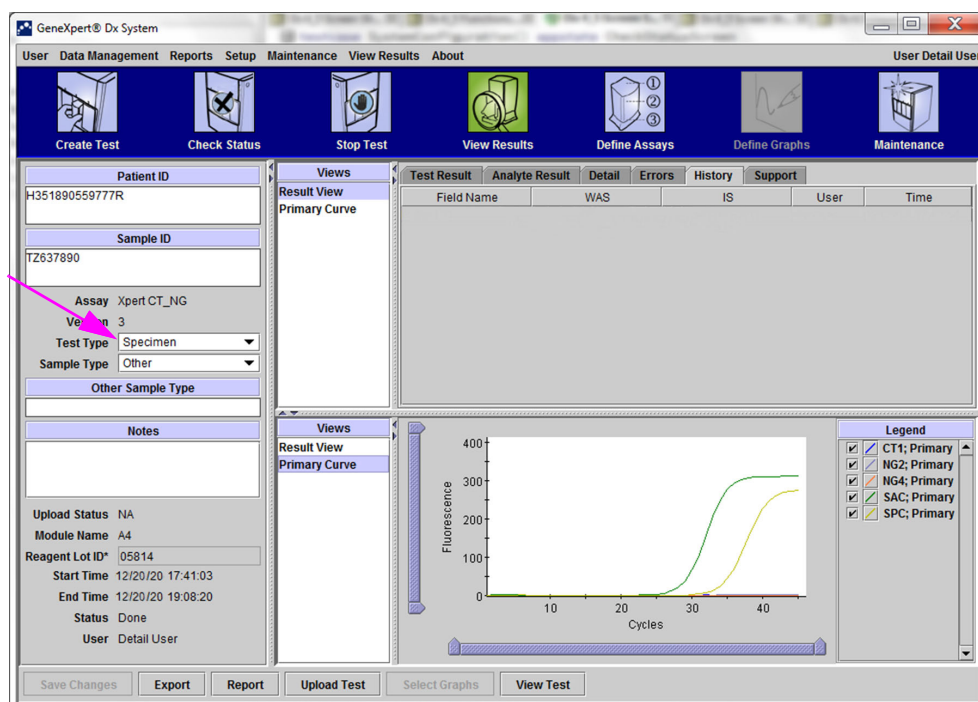 GeneXpert® Dx System
User Data Management Reports Setup Maintenance View Results About User Detail User
Create Test Check Status Stop Test View Results Define Assays Define Graphs Maintenance
Patient ID
H351890559777R
Sample ID
TZ637890
Assay Xpert CT_NG
Version 3
Test Type Specimen
Sample Type Other
Other Sample Type
Notes
Upload Status NA
Module Name A4
Reagent Lot ID* 05814
Start Time 12/20/20 17:41:03
End Time 12/20/20 19:08:20
Status Done
User Detail User
Views
Result View
Primary Curve
Test Result Analyte Result Detail Errors History Support
Field Name WAS IS User Time
Views
Result View
Primary Curve
Fluorescence
400
300
200
100
0
10 20 30 40
Cycles
Legend
CT1; Primary
NG2; Primary
NG4; Primary
SAC; Primary
SPC; Primary
Save Changes Export Report Upload Test Select Graphs View Test